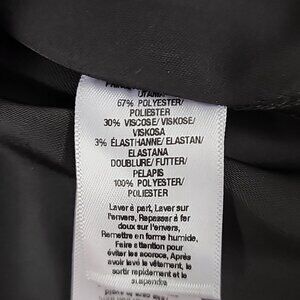 UTAMA
67% POLYESTER/
POLIESTER
30% VISCOSE/ VISKOSE/
VISKOSA
3% ÉLASTHANNE/ ELASTAN/
ELASTANA
DOUBLURE/ FUTTER/
PELAPIS
100% POLYESTER/
POLIESTER
Laver à part, Laver sur
l'envers, Repasser à fer
doux sur l'envers,
Remettre en forme humide,
Faire attention pour
éviter les accrocs, Après
avoir lavé le vêtement, le
sortir rapidement et le